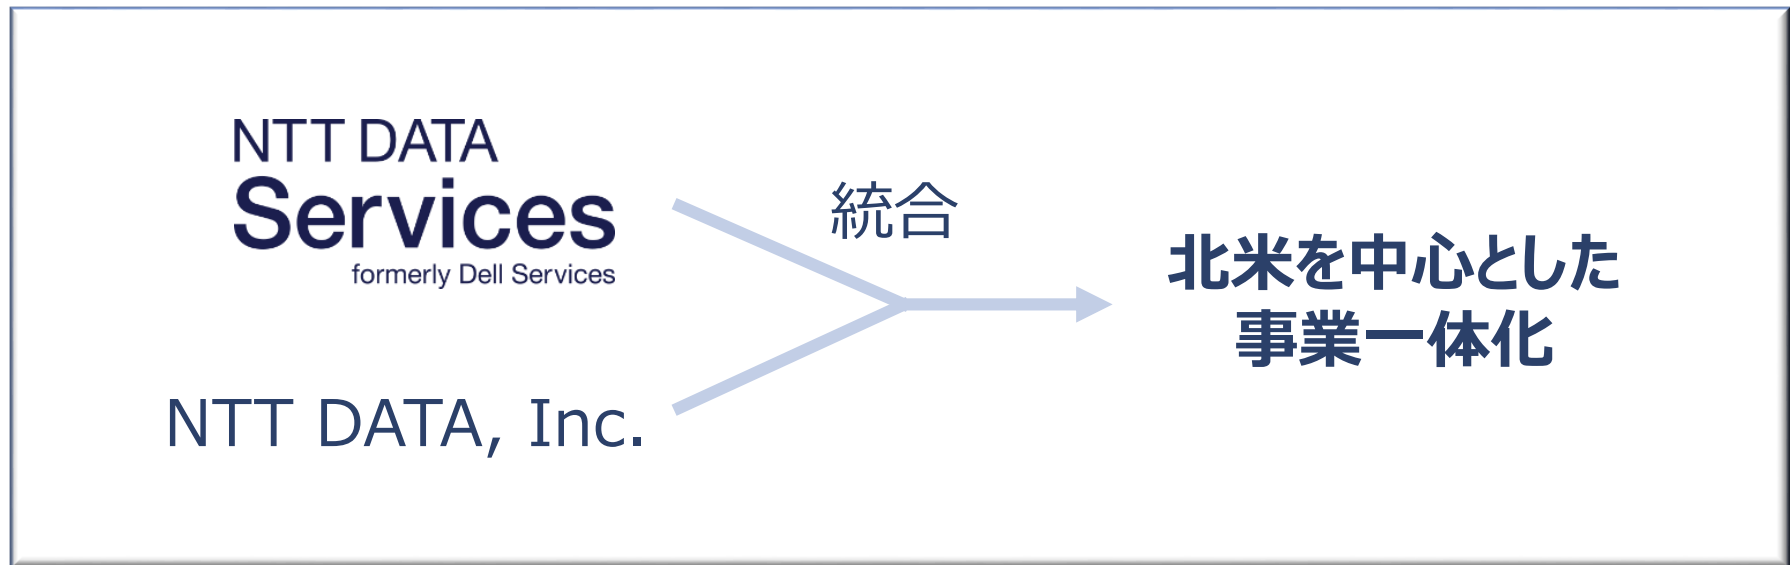 NTT DATA
Services
formerly Dell Services
統合
北米を中心とした
事業一体化
NTT DATA, Inc.